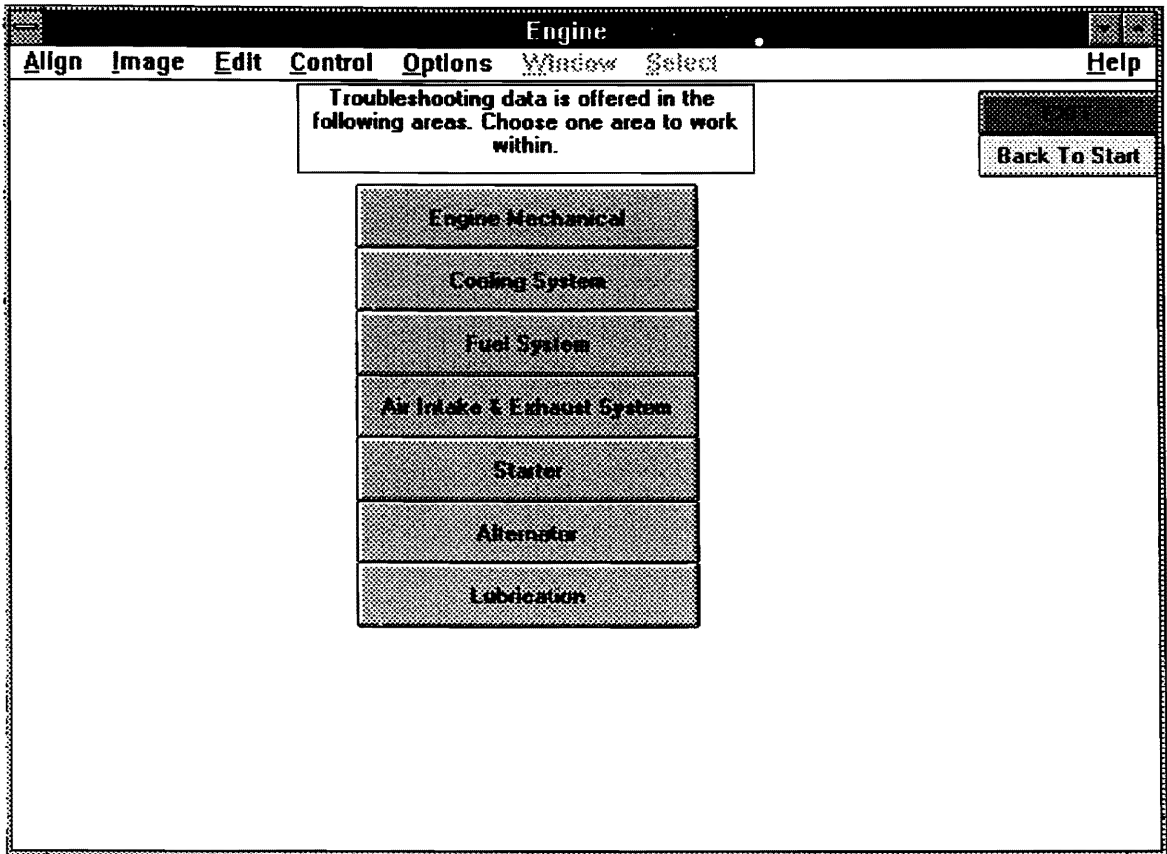 Engine
Align Image Edit Control Options Window Select Help
Troubleshooting data is offered in the
following areas. Choose one area to work
within.
Back To Start
Engine Mechanical
Cooling System
Fuel System
Air Intake & Exhaust System
Starter
Alternator
Lubrication